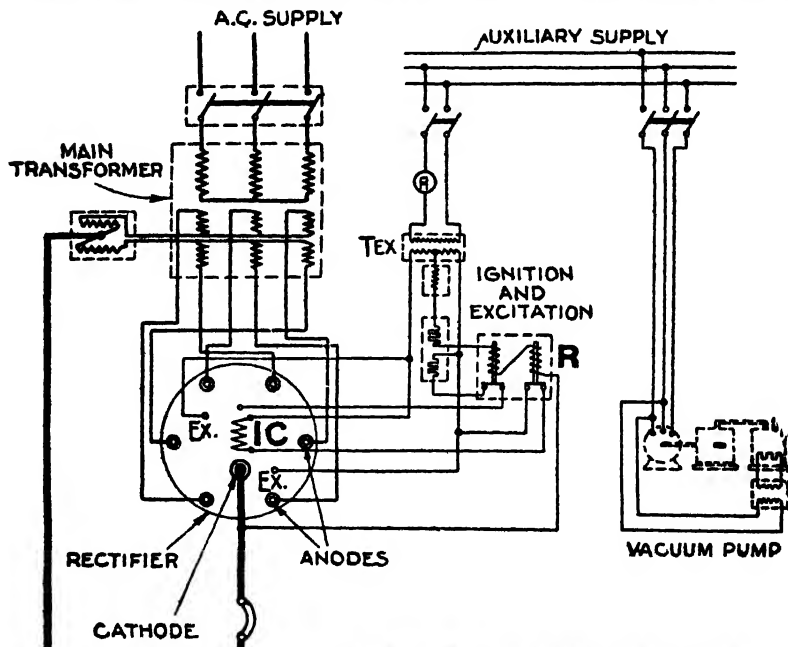 A.C. SUPPLY
AUXILIARY SUPPLY
MAIN
TRANSFORMER
A
TEX
IGNITION
AND
EXCITATION
R
EX.
IC
EX.
RECTIFIER
ANODES
VACUUM PUMP
CATHODE